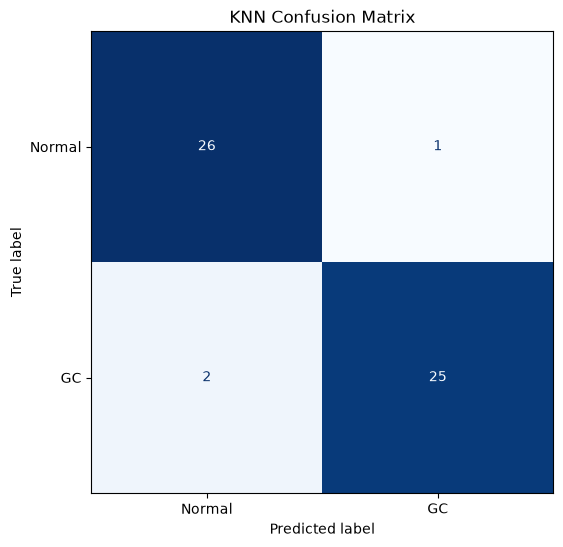 KNN Confusion Matrix
Normal
26
1
GC
2
25
True label
Normal
GC
Predicted label